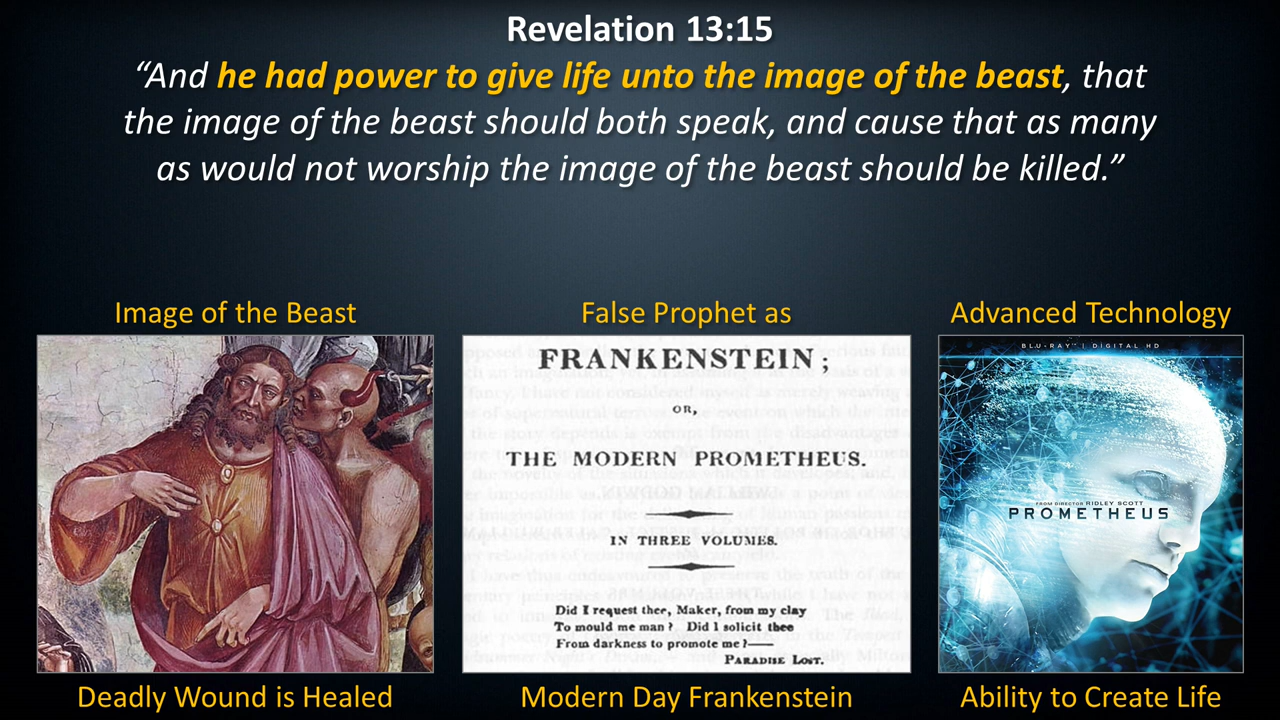 Revelation 13:15
“And he had power to give life unto the image of the beast, that
the image of the beast should both speak, and cause that as many
as would not worship the image of the beast should be killed.”
Image of the Beast
Deadly Wound is Healed
False Prophet as
FRANKENSTEIN;
OR,
THE MODERN PROMETHEUS.
IN THREE VOLUMES.
Did I request thee, Maker, from my clay
To mould me man? Did I solicit thee
From darkness to promote me?——
PARADISE LOST.
Modern Day Frankenstein
Advanced Technology
BLU-RAY™ | DIGITAL HD
FROM DIRECTOR RIDLEY SCOTT
PROMETHEUS
Ability to Create Life